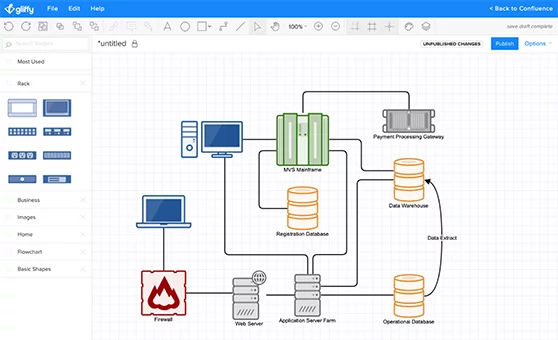 gliffy File Edit Help < Back to Confluence
100% save draft complete
Search Shapes *untitled UNPUBLISHED CHANGES Publish Options
Most Used
Rack
Payment Processing Gateway
MVS Mainframe
Data Warehouse
Business
Images
Registration Database
Home
Data Extract
Flowchart
Basic Shapes
Firewall
Web Server
Application Server Farm
Operational Database